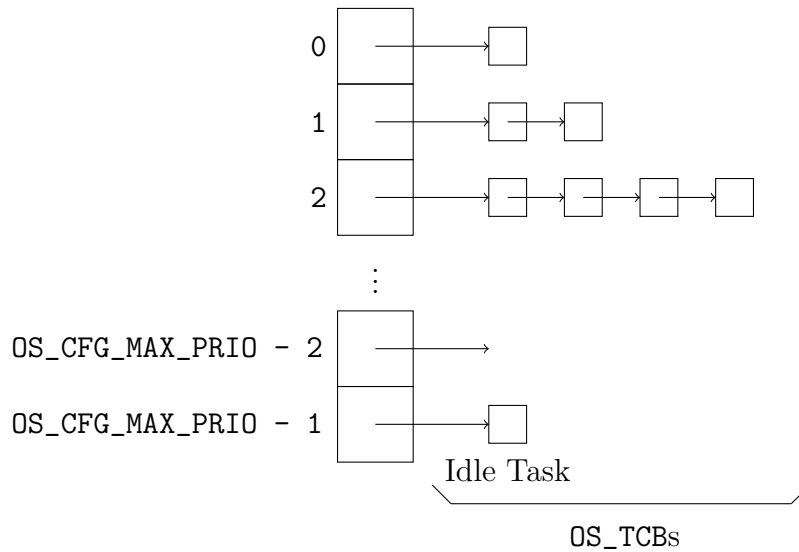 0
1
2
⋮
OS_CFG_MAX_PRIO - 2
OS_CFG_MAX_PRIO - 1
Idle Task
OS_TCBs